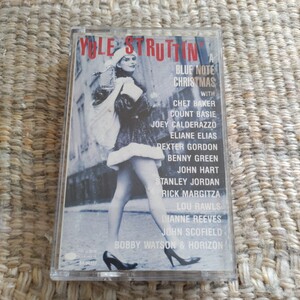 YULE STRUTTIN'
A
BLUE NOTE
CHRISTMAS
WITH
CHET BAKER
COUNT BASIE
JOEY CALDERAZZO
ELIANE ELIAS
DEXTER GORDON
BENNY GREEN
JOHN HART
STANLEY JORDAN
RICK MARGITZA
LOU RAWLS
DIANNE REEVES
JOHN SCOFIELD
BOBBY WATSON & HORIZON